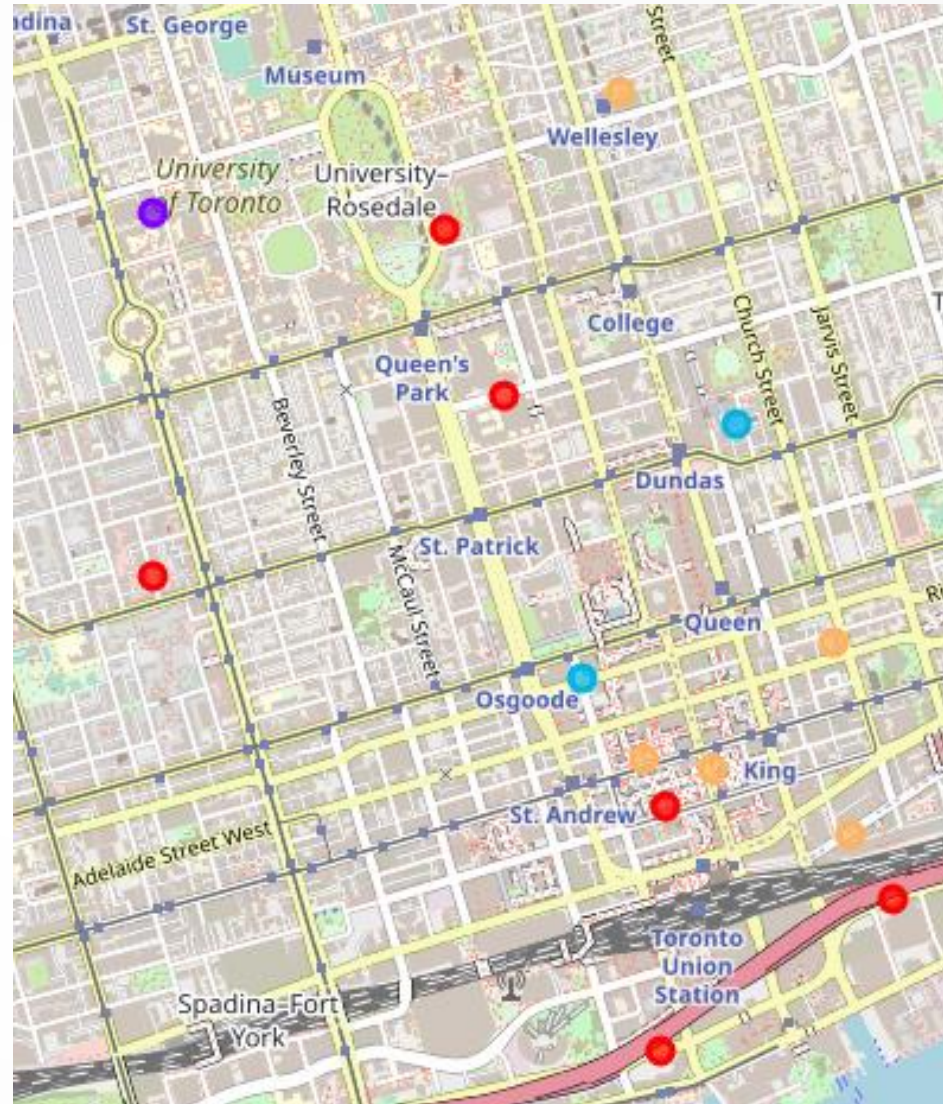 adina
St. George
Street
Museum
Wellesley
University
of Toronto
University–
Rosedale
College
Church Street
Jarvis Street
T
Queen's
Park
Beverley Street
Dundas
St. Patrick
McCaul Street
Queen
Osgoode
King
St. Andrew
Adelaide Street West
Toronto
Union
Station
Spadina–Fort
York